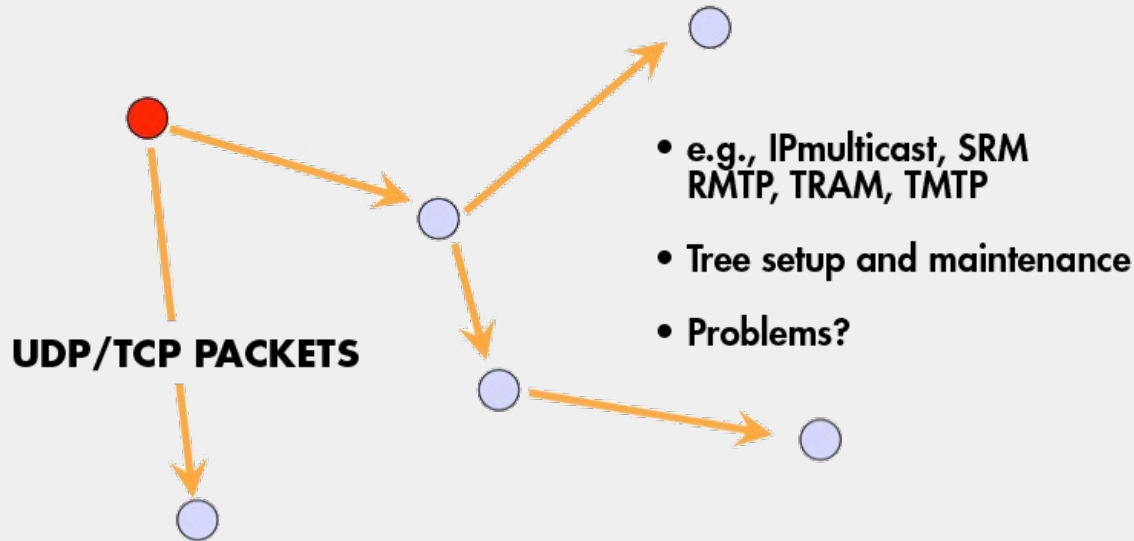 • e.g., IPmulticast, SRM
RMTP, TRAM, TMTP
• Tree setup and maintenance
• Problems?
UDP/TCP PACKETS